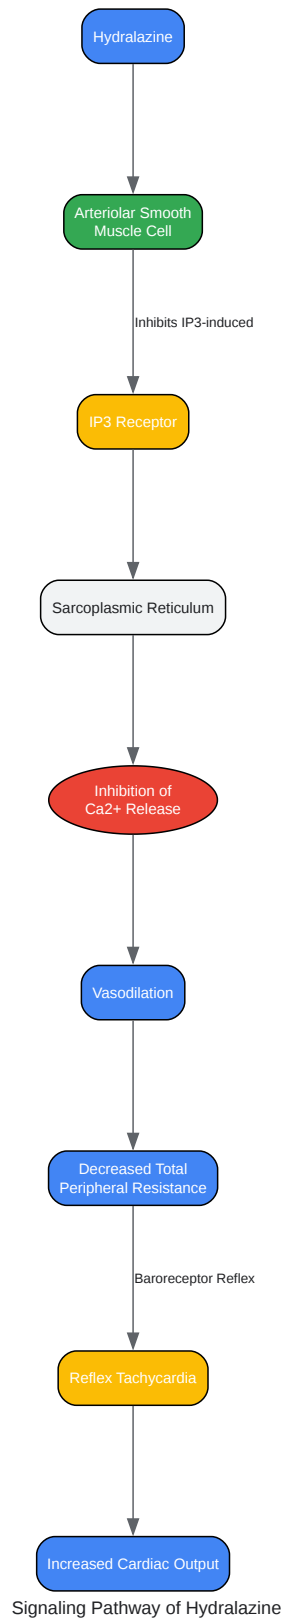 Hydralazine
Arteriolar Smooth
Muscle Cell
Inhibits IP3-induced
IP3 Receptor
Sarcoplasmic Reticulum
Inhibition of
Ca2+ Release
Vasodilation
Decreased Total
Peripheral Resistance
Baroreceptor Reflex
Reflex Tachycardia
Increased Cardiac Output
Signaling Pathway of Hydralazine